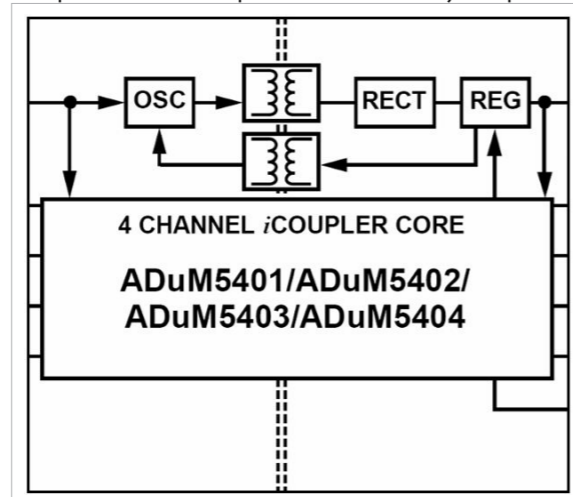 OSC
RECT
REG
4 CHANNEL iCOUPLER CORE
ADuM5401/ADuM5402/
ADuM5403/ADuM5404